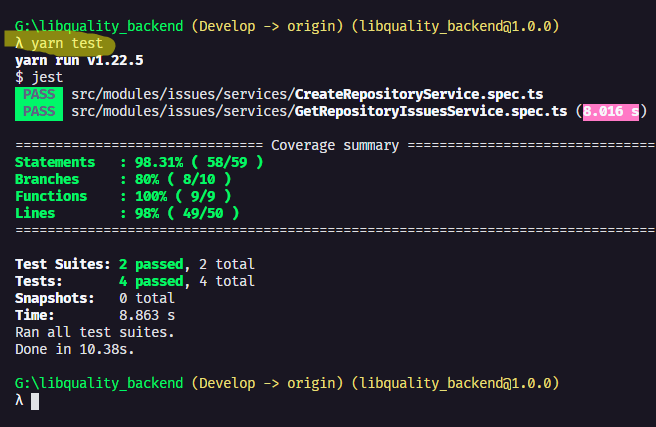 G:\libquality_backend (Develop -> origin) (libquality_backend@1.0.0)
λ yarn test
yarn run v1.22.5
$ jest
PASS src/modules/issues/services/CreateRepositoryService.spec.ts
PASS src/modules/issues/services/GetRepositoryIssuesService.spec.ts (8.016 s)
=============================== Coverage summary ===============================
Statements   : 98.31% ( 58/59 )
Branches     : 80% ( 8/10 )
Functions    : 100% ( 9/9 )
Lines        : 98% ( 49/50 )
================================================================================
Test Suites: 2 passed, 2 total
Tests:       4 passed, 4 total
Snapshots:   0 total
Time:        8.863 s
Ran all test suites.
Done in 10.38s.
G:\libquality_backend (Develop -> origin) (libquality_backend@1.0.0)
λ